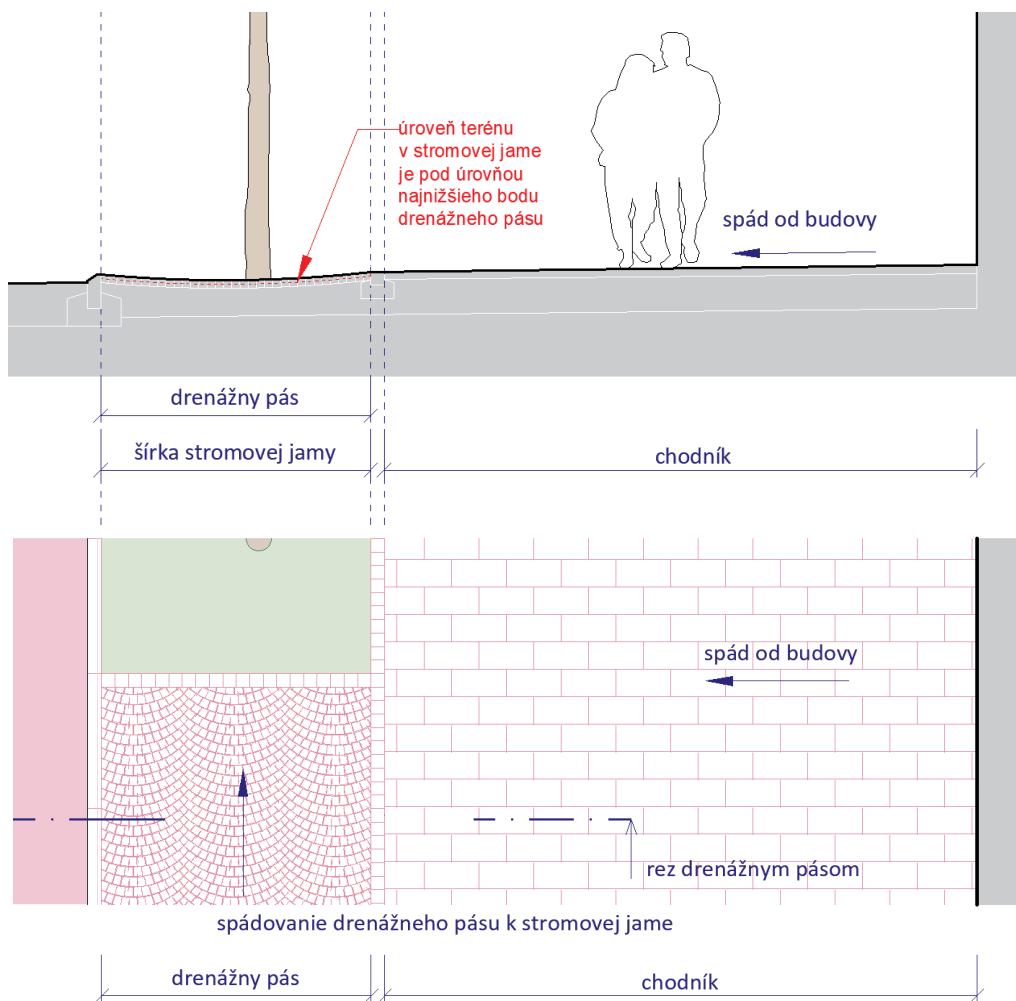 úroveň terénu
v stromovej jame
je pod úrovňou
najnižšieho bodu
drenážneho pásu
spád od budovy
drenážny pás
šírka stromovej jamy
chodník
spád od budovy
rez drenážnym pásom
spádovanie drenážneho pásu k stromovej jame
drenážny pás
chodník